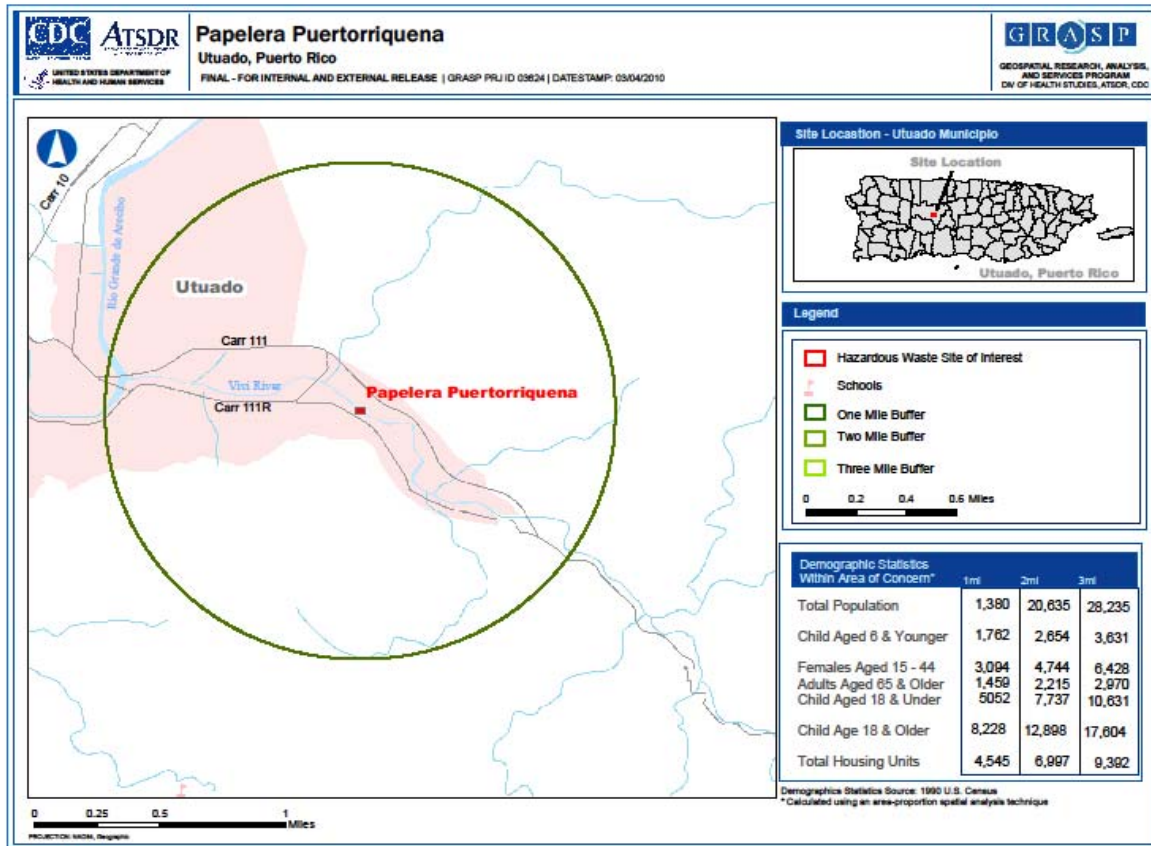 CDC ATSDR
UNITED STATES DEPARTMENT OF
HEALTH AND HUMAN SERVICES
Papelera Puertorriquena
Utuado, Puerto Rico
FINAL - FOR INTERNAL AND EXTERNAL RELEASE | GRASP PRJ ID 03624 | DATESTAMP: 03/04/2010
GRASP
GEOSPATIAL RESEARCH, ANALYSIS,
AND SERVICES PROGRAM
DIV OF HEALTH STUDIES, ATSDR, CDC
Carr 10
Rio Grande de Arecibo
Utuado
Carr 111
Vivi River
Papelera Puertorriquena
Carr 111R
0 0.25 0.5 1
Miles
PROJECTION: NAD83, Geographic
Site Locastion - Utuado Municipio
Site Location
Utuado, Puerto Rico
Legend
Hazardous Waste Site of Interest
Schools
One Mile Buffer
Two Mile Buffer
Three Mile Buffer
0 0.2 0.4 0.6 Miles
Demographic Statistics
Within Area of Concern* 1mi 2mi 3mi
Total Population 1,380 20,635 28,235
Child Aged 6 & Younger 1,762 2,654 3,631
Females Aged 15 - 44 3,094 4,744 6,428
Adults Aged 65 & Older 1,459 2,215 2,970
Child Aged 18 & Under 5052 7,737 10,631
Child Age 18 & Older 8,228 12,898 17,604
Total Housing Units 4,545 6,997 9,392
Demographics Statistics Source: 1990 U.S. Census
* Calculated using an area-proportion spatial analysis technique